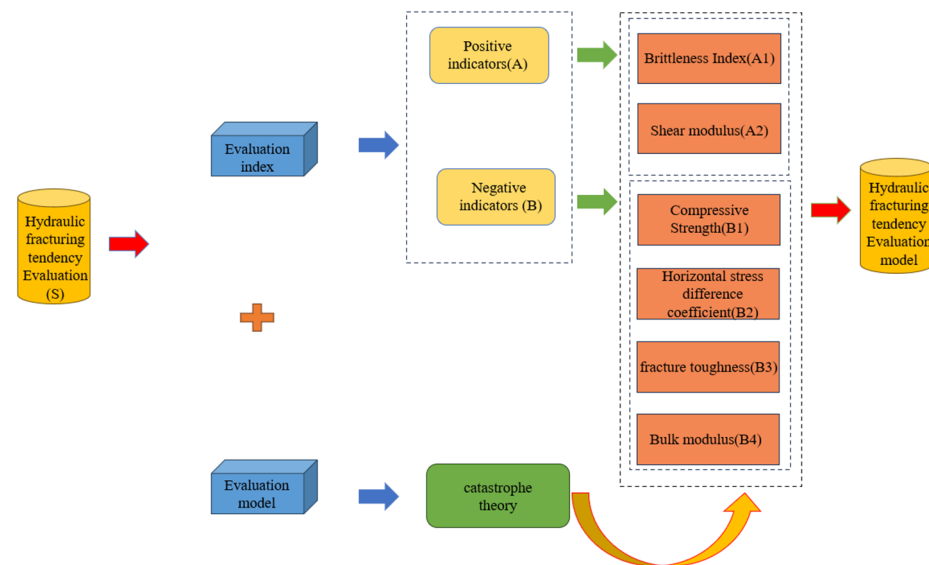 Hydraulic
fracturing
tendency
Evaluation
(S)
Evaluation
index
Positive
indicators(A)
Negative
indicators (B)
Brittleness Index(A1)
Shear modulus(A2)
Compressive
Strength(B1)
Horizontal stress
difference
coefficient(B2)
fracture toughness(B3)
Bulk modulus(B4)
Evaluation
model
catastrophe
theory
Hydraulic
fracturing
tendency
Evaluation
model